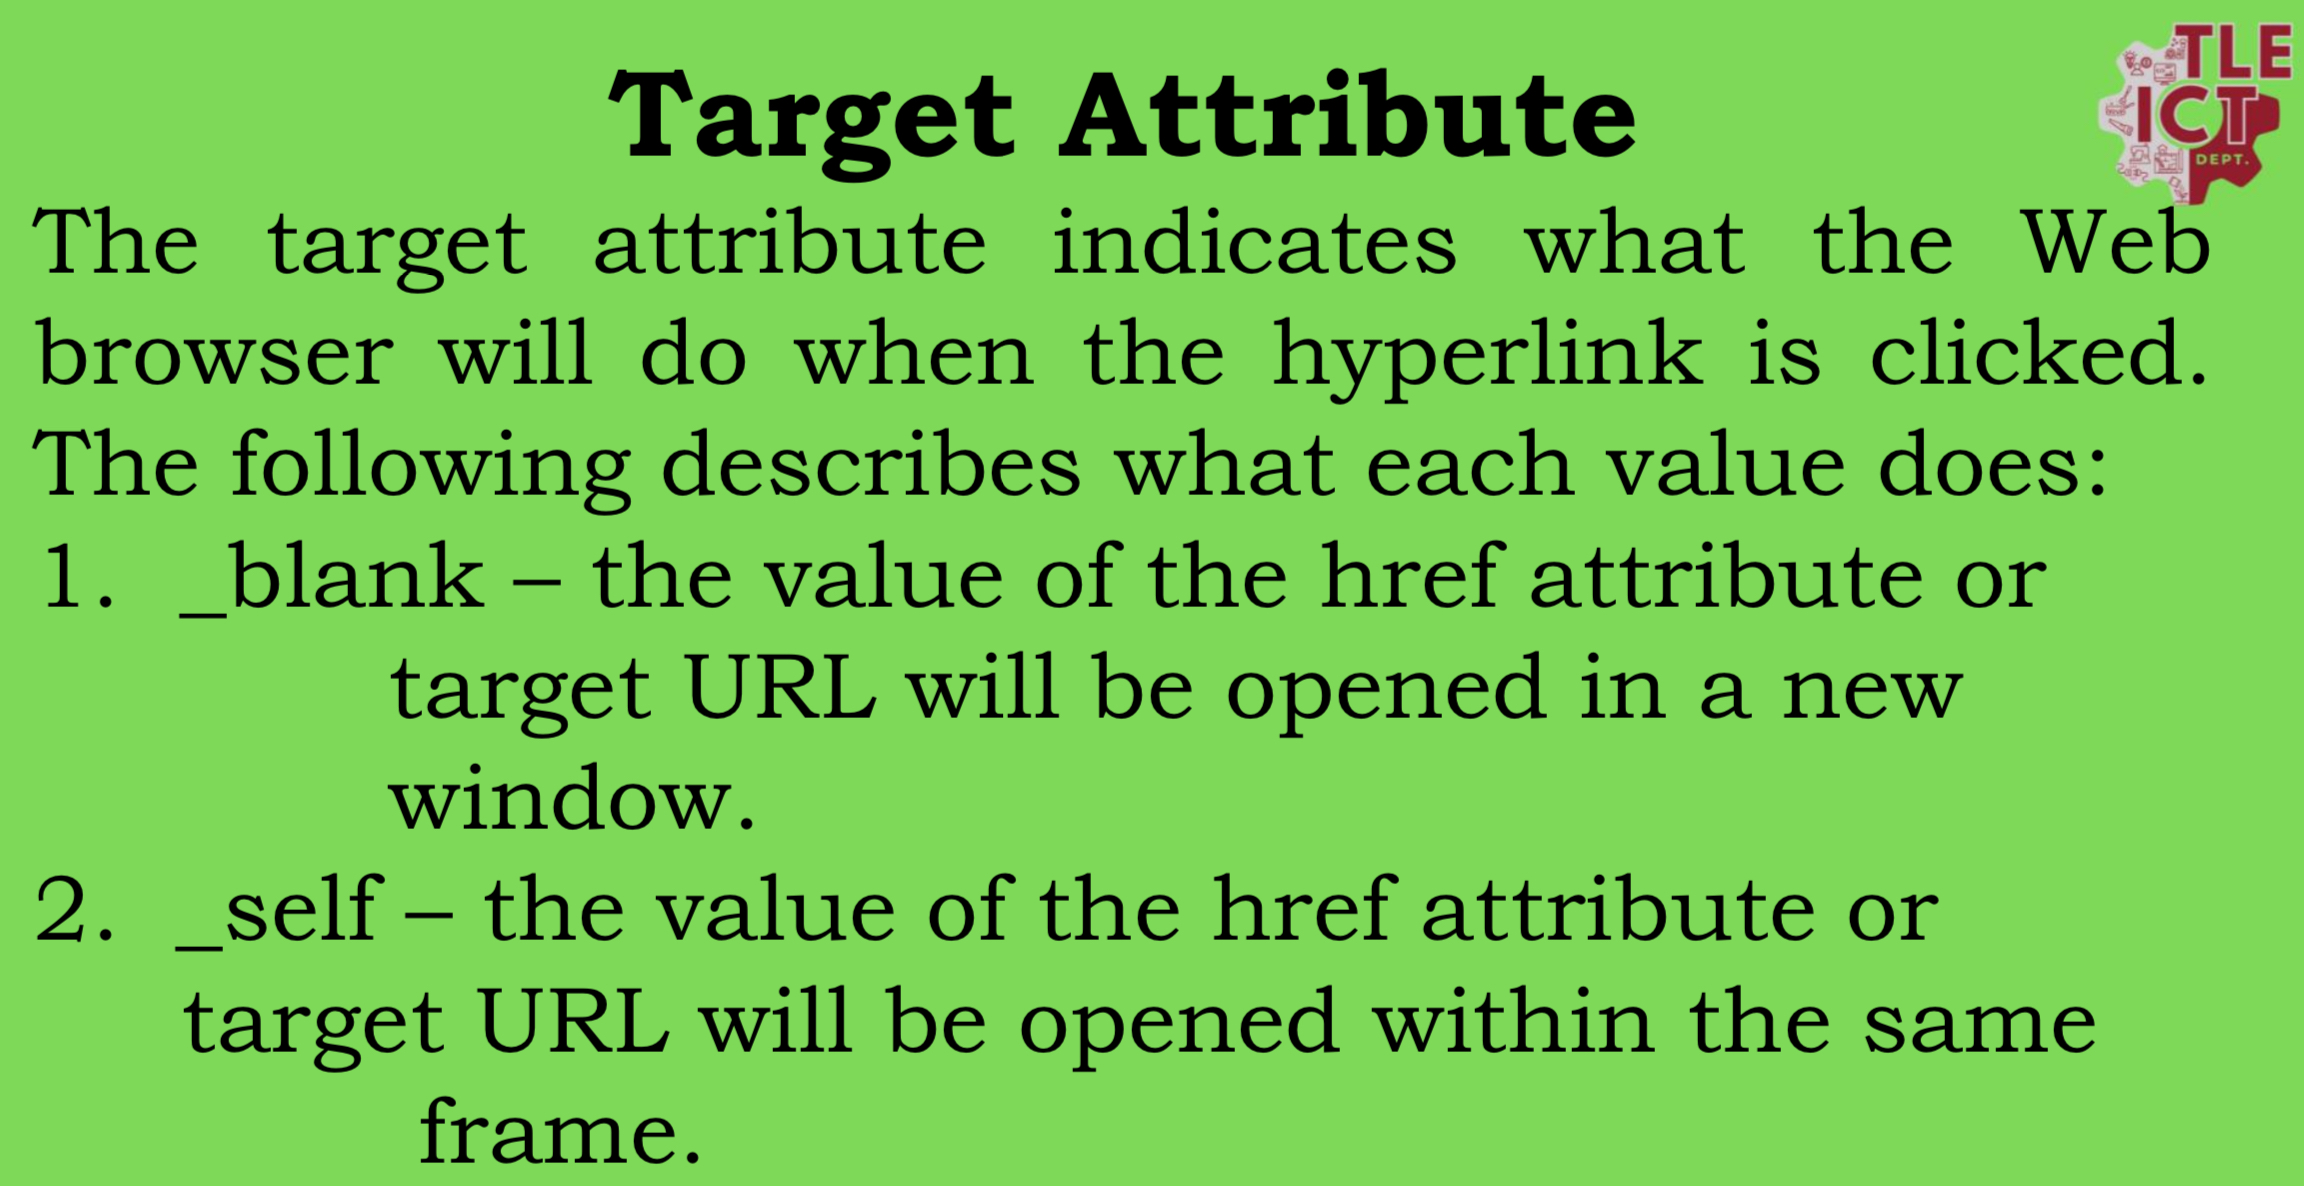 TLE
ICT
DEPT.
Target Attribute
The target attribute indicates what the Web
browser will do when the hyperlink is clicked.
The following describes what each value does:
1. _blank – the value of the href attribute or
target URL will be opened in a new
window.
2. _self – the value of the href attribute or
target URL will be opened within the same
frame.